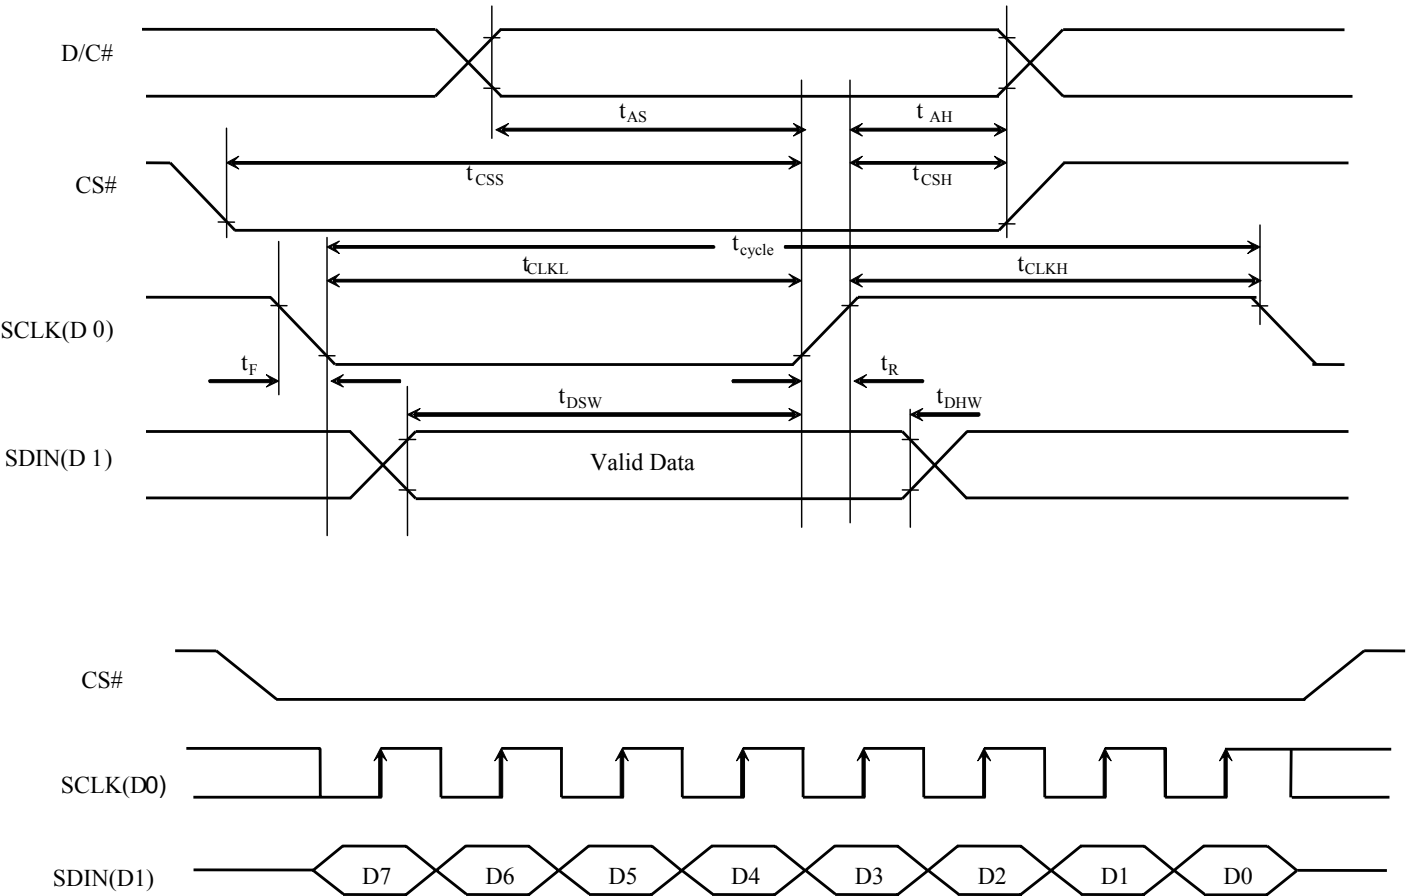 D/C#
tAS
t AH
CS#
tCSS
tCSH
tcycle
tCLKL
tCLKH
SCLK(D 0)
tF
tR
tDSW
tDHW
SDIN(D 1)
Valid Data
CS#
SCLK(D0)
SDIN(D1)
D7 D6 D5 D4 D3 D2 D1 D0